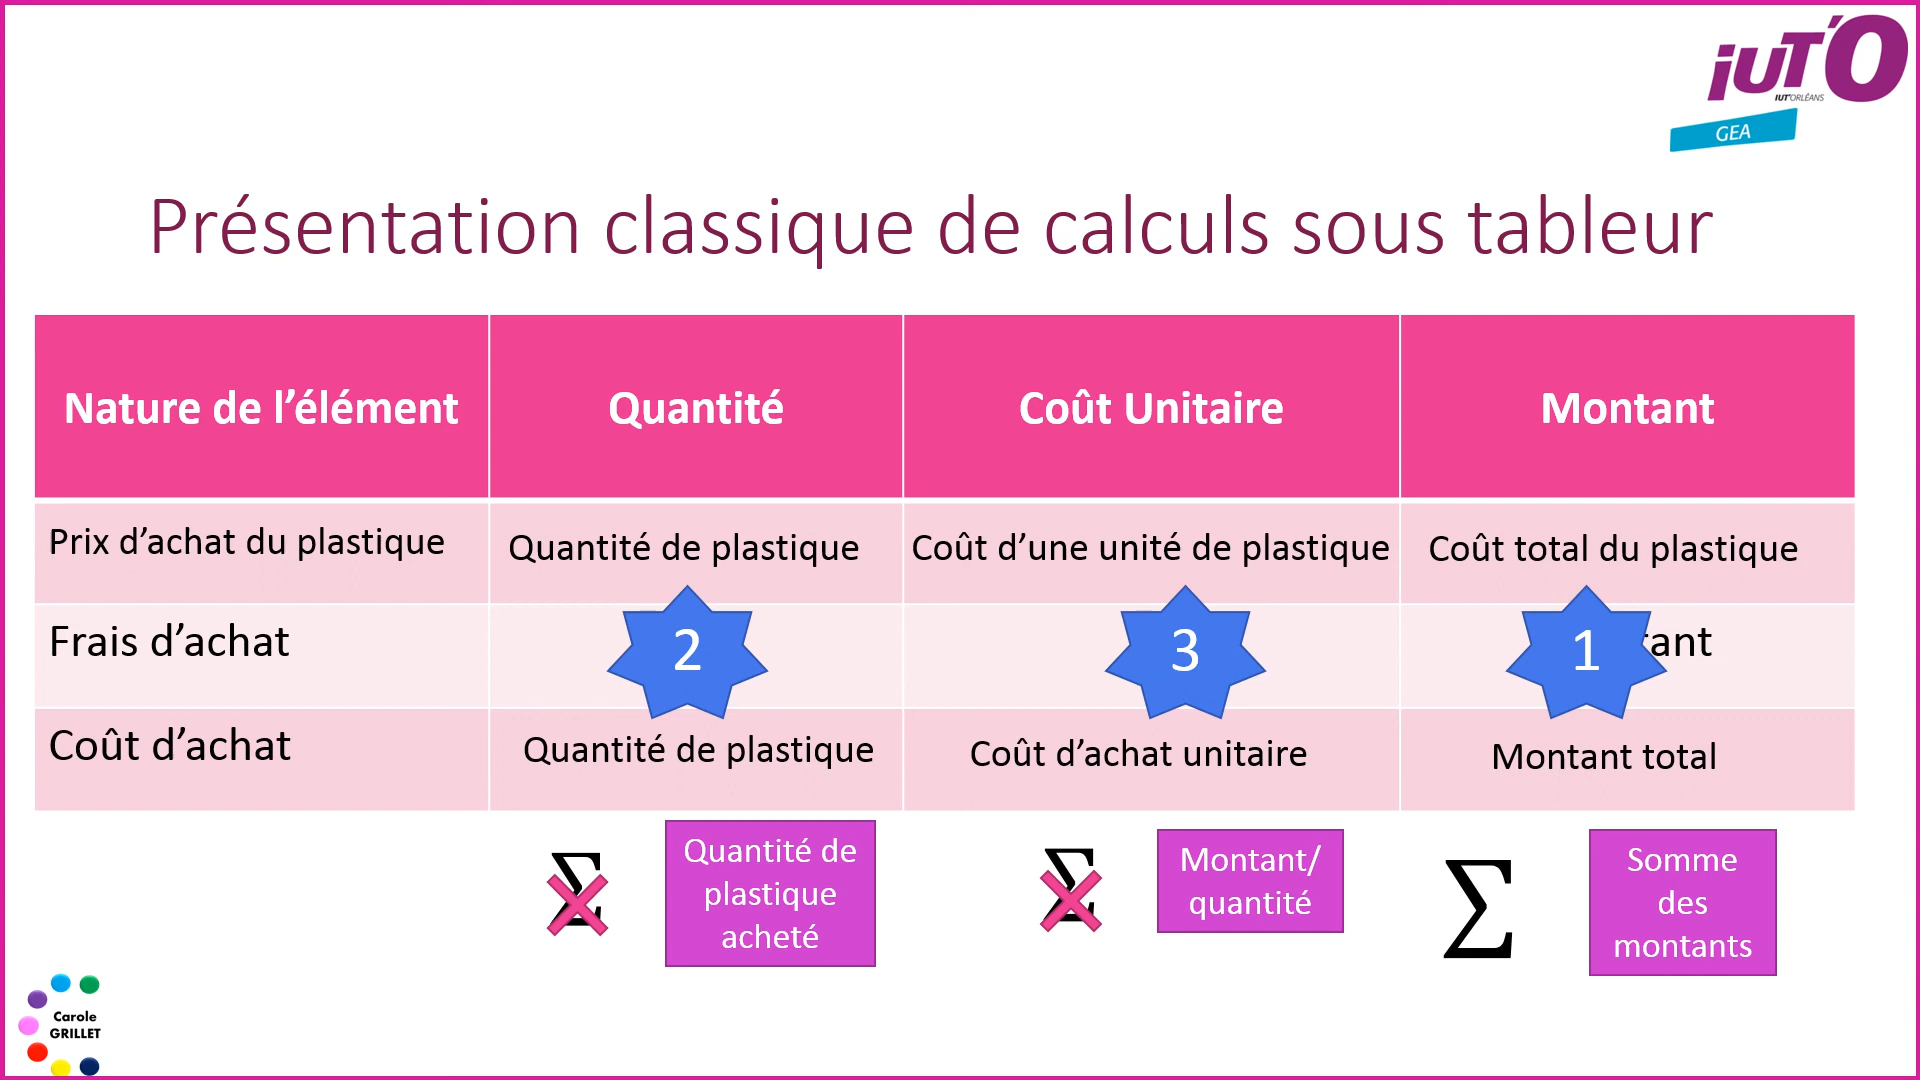 iUT'O
IUT'ORLÉANS
GEA
Présentation classique de calculs sous tableur
Nature de l’élément
Quantité
Coût Unitaire
Montant
Prix d’achat du plastique
Quantité de plastique
Coût d’une unité de plastique
Coût total du plastique
Frais d’achat
2
3
1
tant
Coût d’achat
Quantité de plastique
Coût d’achat unitaire
Montant total
Σ
Quantité de
plastique
acheté
Σ
Montant/
quantité
Σ
Somme
des
montants
Carole
GRILLET